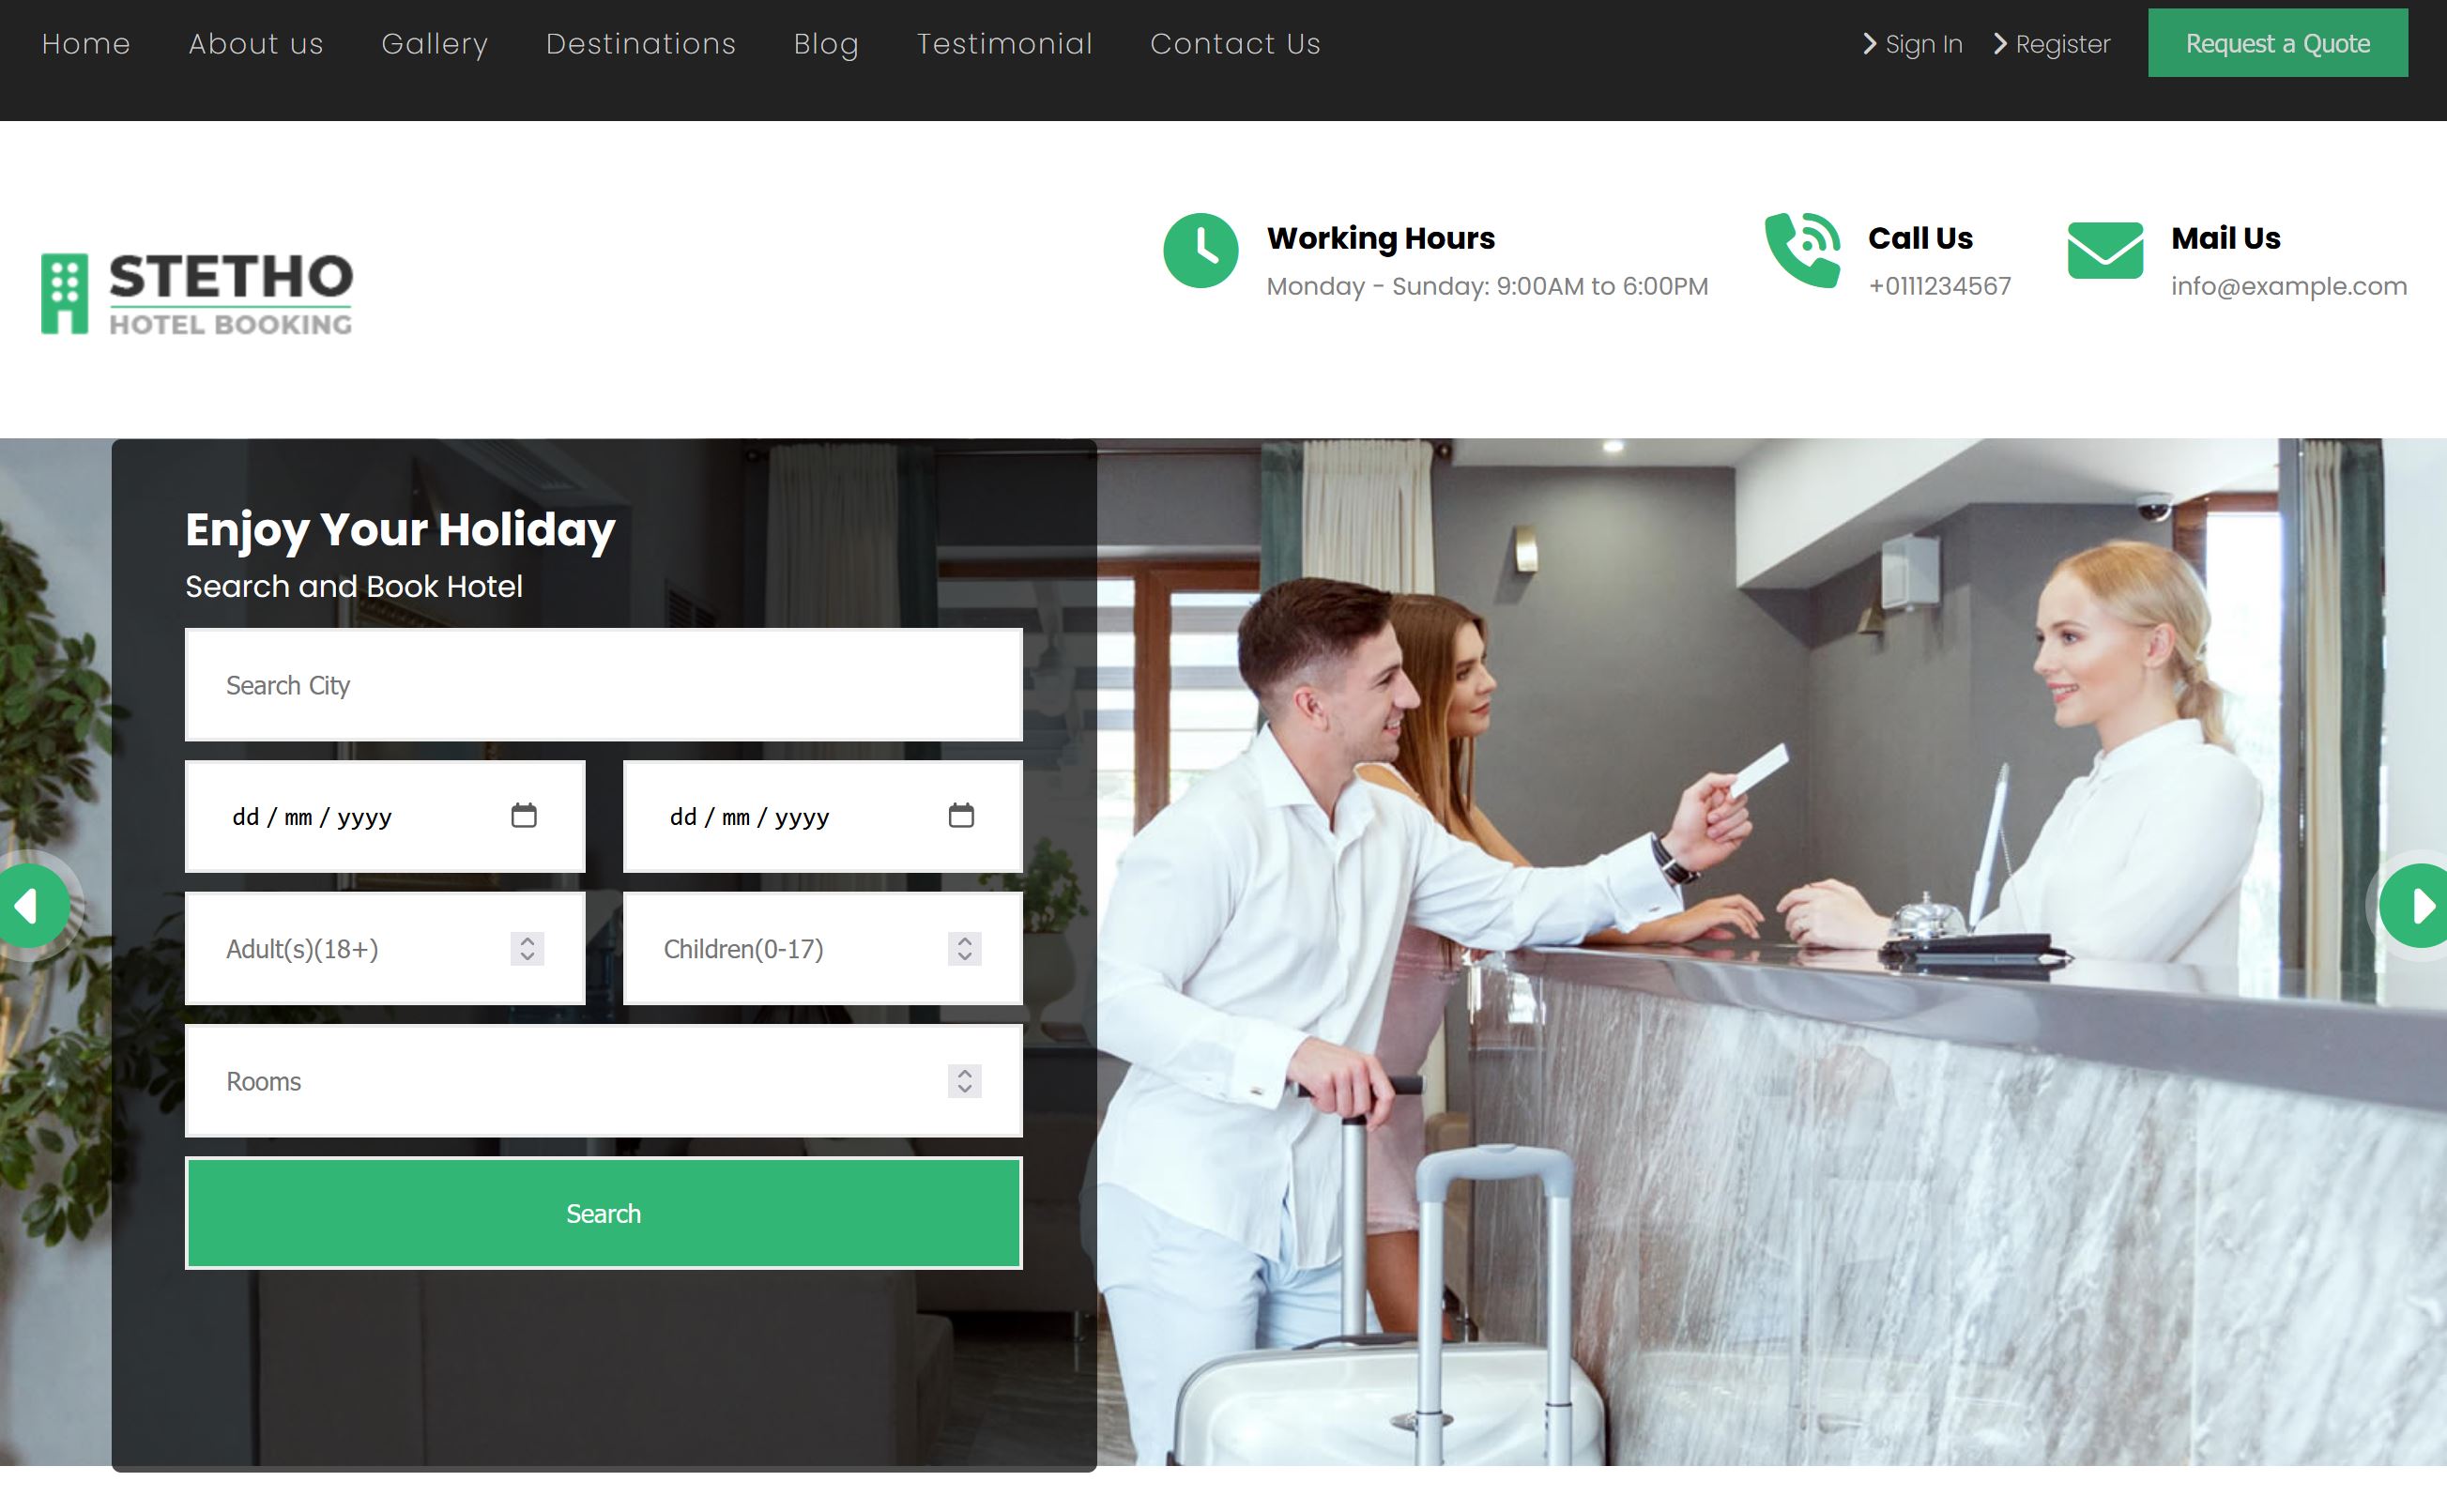 Home About us Gallery Destinations Blog Testimonial Contact Us Sign In Register Request a Quote
STETHO
HOTEL BOOKING
Working Hours
Monday - Sunday: 9:00AM to 6:00PM
Call Us
+0111234567
Mail Us
info@example.com
Enjoy Your Holiday
Search and Book Hotel
Search City
dd / mm / yyyy dd / mm / yyyy
Adult(s)(18+) Children(0-17)
Rooms
Search